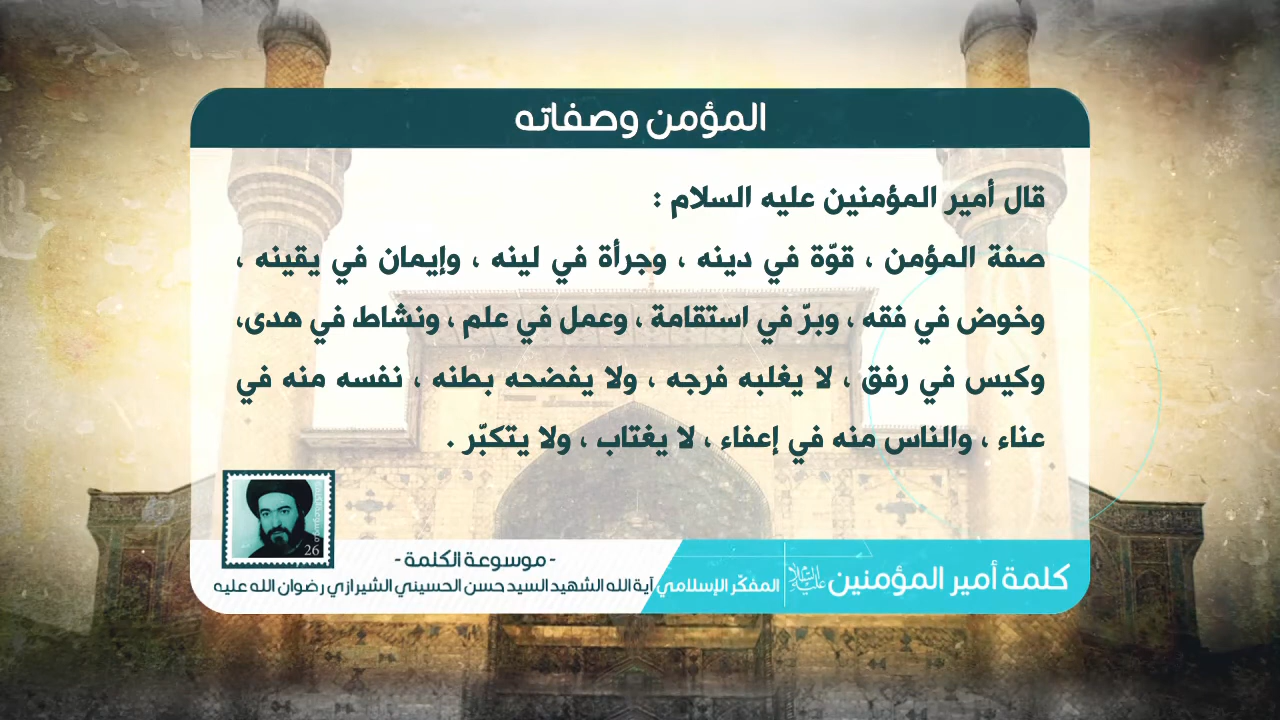 المؤمن وصفاته
قال أمير المؤمنين عليه السلام :
صفة المؤمن ، قوّة في دينه ، وجرأة في لينه ، وإيمان في يقينه ،
وخوض في فقه ، وبرّ في استقامة ، وعمل في علم ، ونشاط في هدى،
وكيس في رفق ، لا يغلبه فرجه ، ولا يفضحه بطنه ، نفسه منه في
عناء ، والناس منه في إعفاء ، لا يغتاب ، ولا يتكبّر .
كلمة أمير المؤمنين عليه السلام
- موسوعة الكلمة -
المفكّر الإسلامي آية الله الشهيد السيد حسن الحسيني الشيرازي رضوان الله عليه
26